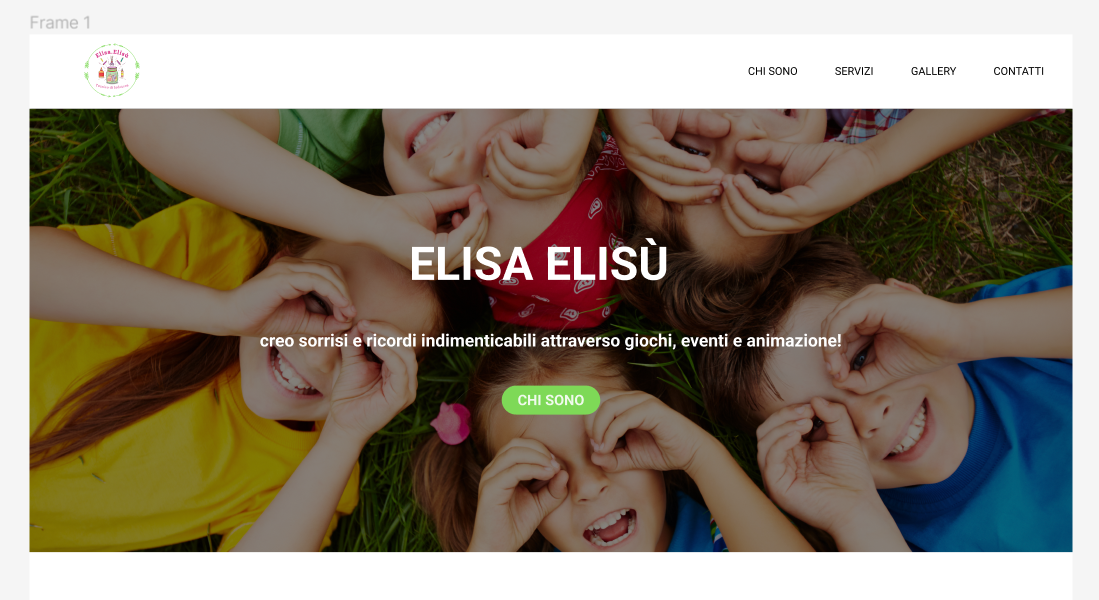 Frame 1
Elisa Elisù
CHI SONO SERVIZI GALLERY CONTATTI
ELISA ELISÙ
creo sorrisi e ricordi indimenticabili attraverso giochi, eventi e animazione!
CHI SONO